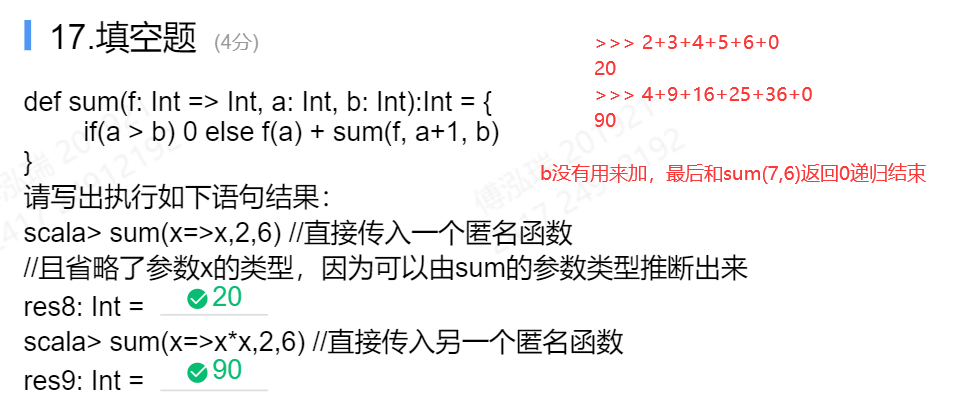 17.填空题 (4分)
def sum(f: Int => Int, a: Int, b: Int):Int = {
if(a > b) 0 else f(a) + sum(f, a+1, b)
}
请写出执行如下语句结果：
scala> sum(x=>x,2,6) //直接传入一个匿名函数
//且省略了参数x的类型，因为可以由sum的参数类型推断出来
res8: Int = 20
scala> sum(x=>x*x,2,6) //直接传入另一个匿名函数
res9: Int = 90
>>> 2+3+4+5+6+0
20
>>> 4+9+16+25+36+0
90
b没有用来加，最后和sum(7,6)返回0递归结束